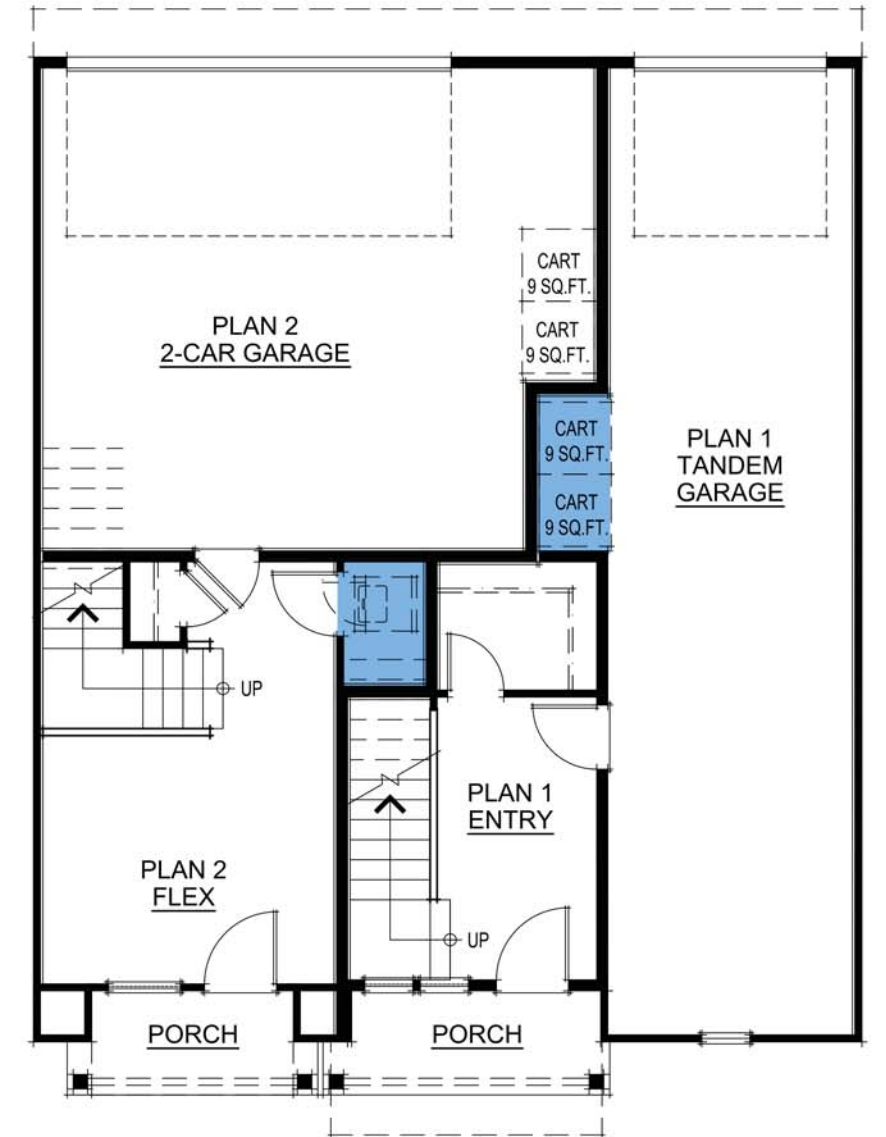 CART
9 SQ.FT.
CART
9 SQ.FT.
PLAN 2
2-CAR GARAGE
CART
9 SQ.FT.
CART
9 SQ.FT.
PLAN 1
TANDEM
GARAGE
UP
PLAN 1
ENTRY
PLAN 2
FLEX
UP
PORCH
PORCH